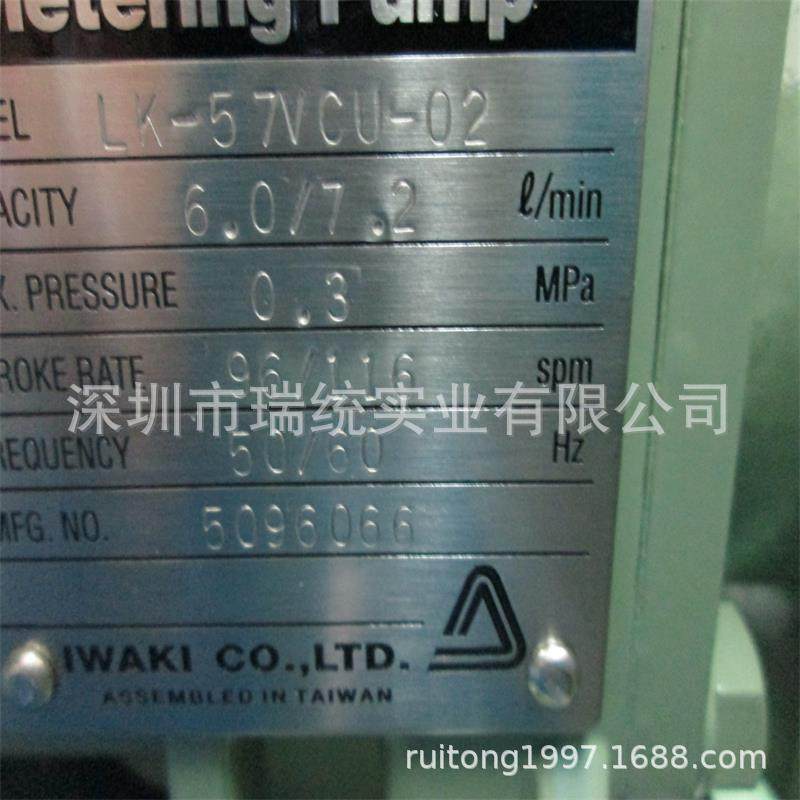 Metering Pump
EL LK-57VCU-02
ACITY 6.0/7.2 ℓ/min
X. PRESSURE 0.3 MPa
ROKE RATE 96/116 spm
深圳市瑞统实业有限公司
REQUENCY 50/60 Hz
MFG. NO. 5096066
IWAKI CO.,LTD.
ASSEMBLED IN TAIWAN
ruitong1997.1688.com